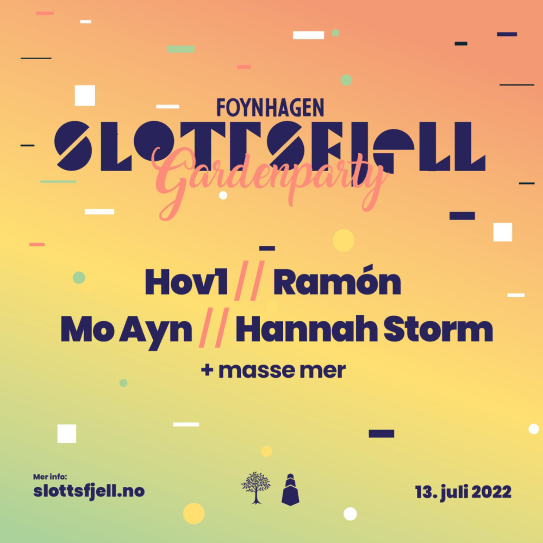 FOYNHAGEN
SLOTTSFJELL
Gardenparty
Hov1 // Ramón
Mo Ayn // Hannah Storm
+ masse mer
Mer info:
slottsfjell.no
13. juli 2022